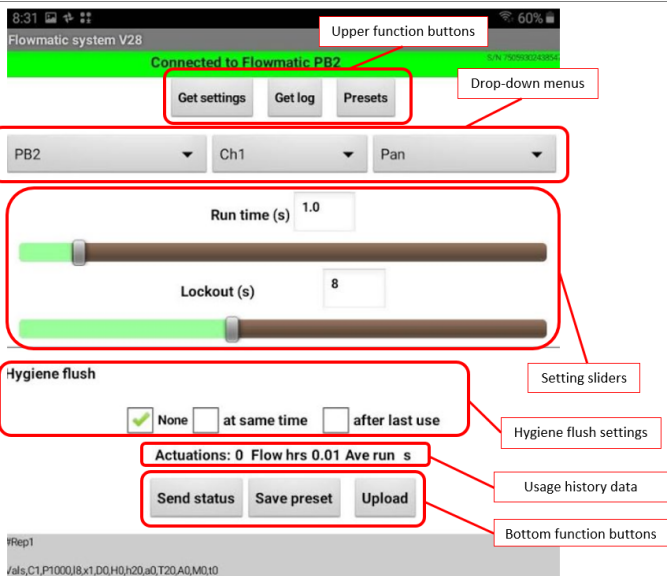 8:31 60%
Upper function buttons
Flowmatic system V28
Connected to Flowmatic PB2
Drop-down menus
Get settings Get log Presets
PB2 Ch1 Pan
Run time (s) 1.0
Lockout (s) 8
Setting sliders
Hygiene flush
None at same time after last use
Hygiene flush settings
Actuations: 0 Flow hrs 0.01 Ave run s
Usage history data
Send status Save preset Upload
Bottom function buttons
#Rep1
Vals,C1,P1000,l8,x1,D0,H0,h20,a0,T20,A0,M0,t0